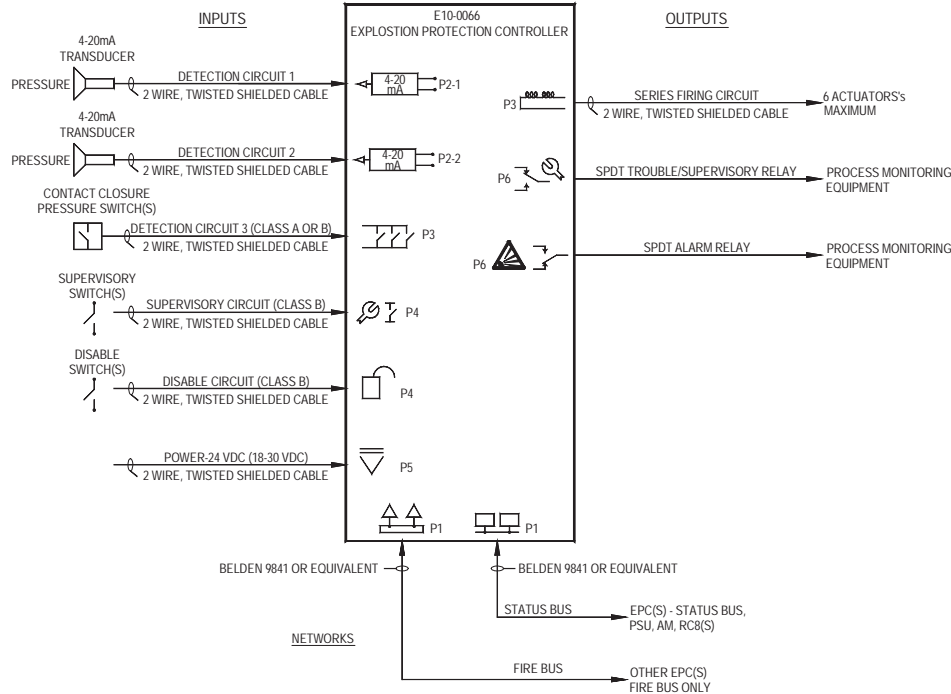 INPUTS
E10-0066
EXPLOSTION PROTECTION CONTROLLER
OUTPUTS
4-20mA
TRANSDUCER
PRESSURE
DETECTION CIRCUIT 1
2 WIRE, TWISTED SHIELDED CABLE
4-20
mA
P2-1
P3
SERIES FIRING CIRCUIT
2 WIRE, TWISTED SHIELDED CABLE
6 ACTUATORS's
MAXIMUM
4-20mA
TRANSDUCER
PRESSURE
DETECTION CIRCUIT 2
2 WIRE, TWISTED SHIELDED CABLE
4-20
mA
P2-2
P6
SPDT TROUBLE/SUPERVISORY RELAY
PROCESS MONITORING
EQUIPMENT
CONTACT CLOSURE
PRESSURE SWITCH(S)
DETECTION CIRCUIT 3 (CLASS A OR B)
2 WIRE, TWISTED SHIELDED CABLE
P3
P6
SPDT ALARM RELAY
PROCESS MONITORING
EQUIPMENT
SUPERVISORY
SWITCH(S)
SUPERVISORY CIRCUIT (CLASS B)
2 WIRE, TWISTED SHIELDED CABLE
P4
DISABLE
SWITCH(S)
DISABLE CIRCUIT (CLASS B)
2 WIRE, TWISTED SHIELDED CABLE
P4
POWER-24 VDC (18-30 VDC)
2 WIRE, TWISTED SHIELDED CABLE
P5
P1
P1
BELDEN 9841 OR EQUIVALENT
BELDEN 9841 OR EQUIVALENT
STATUS BUS
EPC(S) - STATUS BUS,
PSU, AM, RC8(S)
NETWORKS
FIRE BUS
OTHER EPC(S)
FIRE BUS ONLY